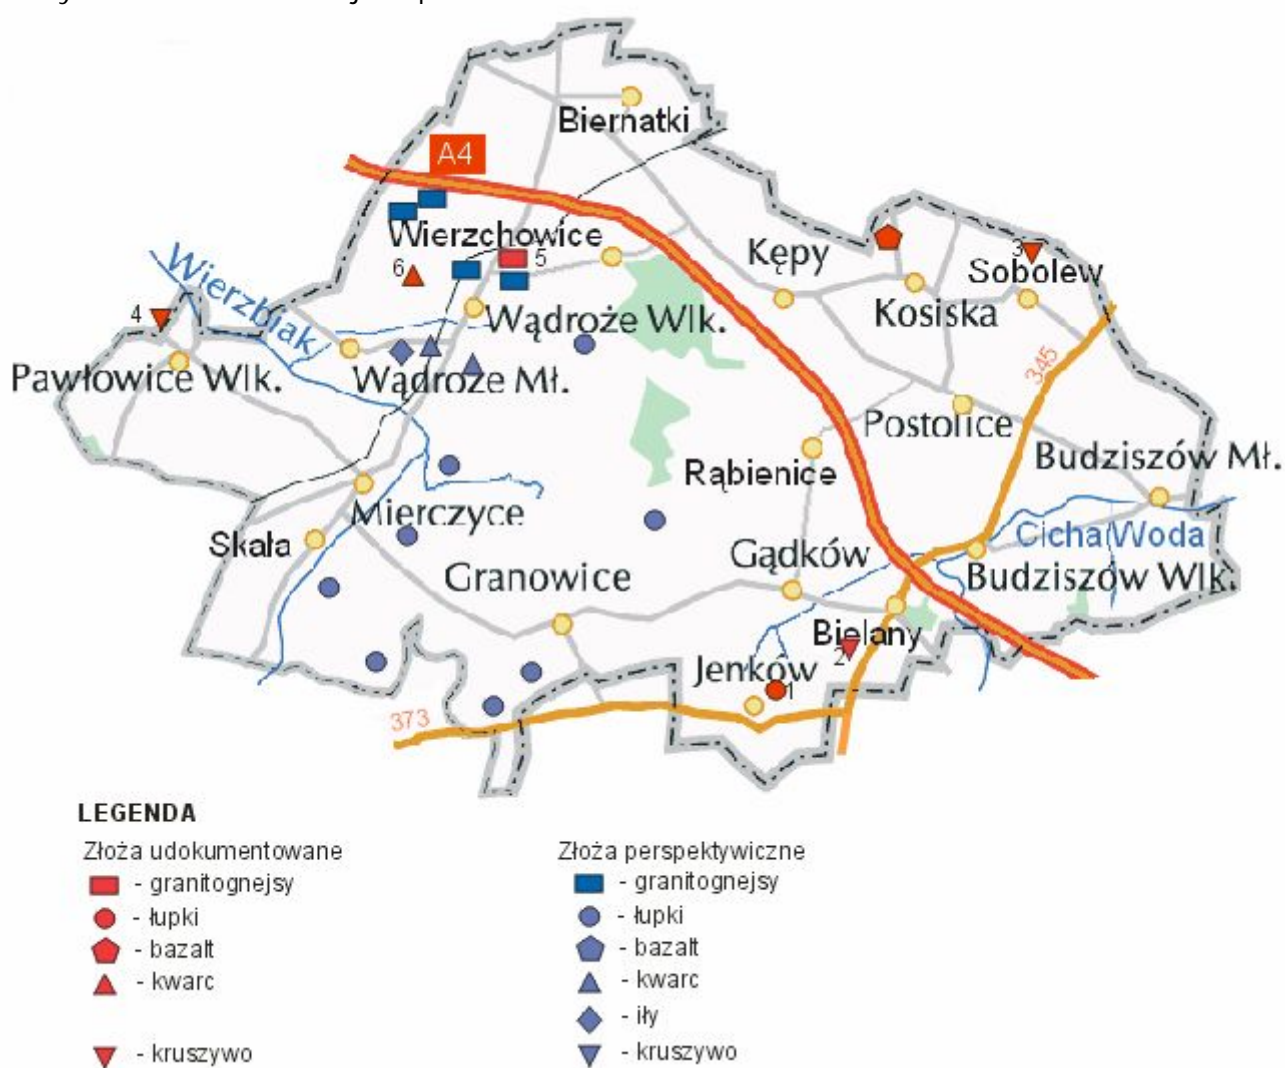 Biernatki
A4
Wierzchowice
5
Kępy
3
Sobolew
6
Wierzbiak
Kosiska
4
Wądroże Wlk.
Pawłowice Wlk.
Wądroże Mł.
345
Postolice
Rąbienice
Budziszów Mł.
Mierczyce
Skała
Cicha Woda
Gądków
Granowice
Budziszów Wlk.
Bielany
2
Jenków
1
373
LEGENDA
Złoża udokumentowane
- granitognejsy
- łupki
- bazalt
- kwarc
- kruszywo
Złoża perspektywiczne
- granitognejsy
- łupki
- bazalt
- kwarc
- iły
- kruszywo